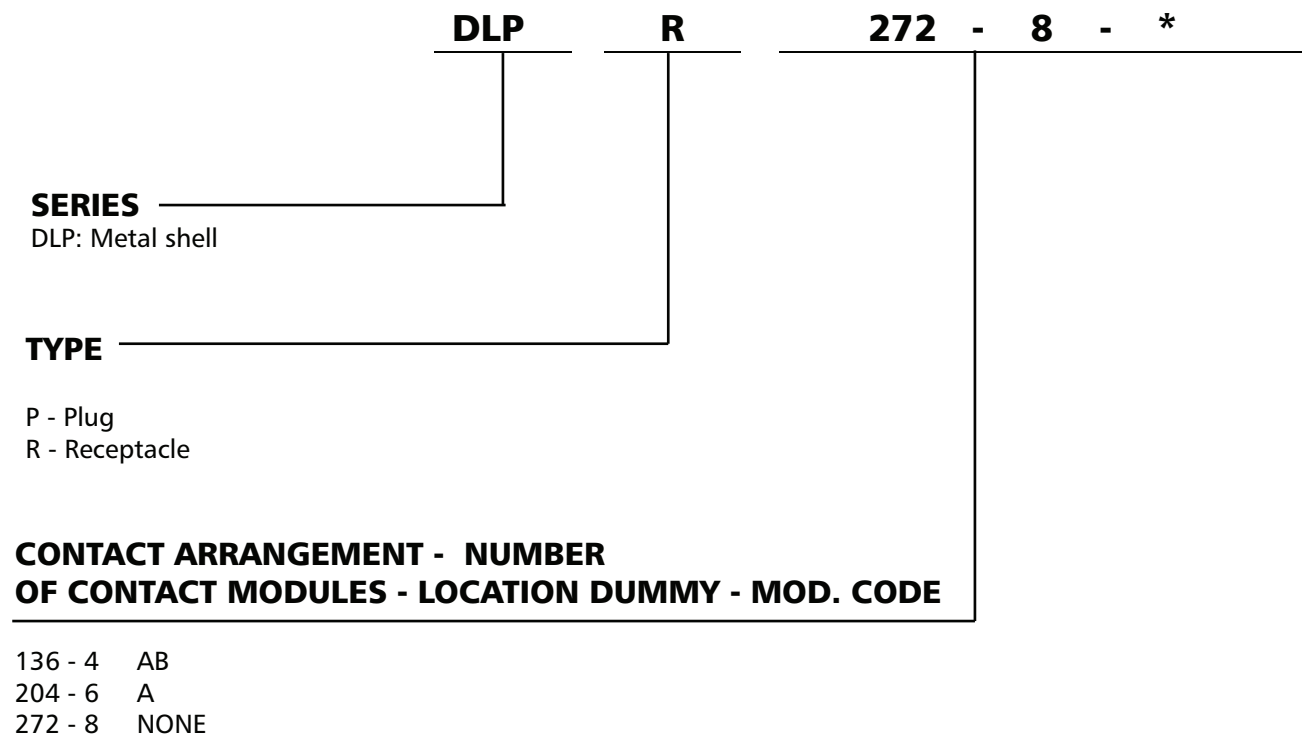 DLP R 272 - 8 - *
SERIES
DLP: Metal shell
TYPE
P - Plug
R - Receptacle
CONTACT ARRANGEMENT - NUMBER
OF CONTACT MODULES - LOCATION DUMMY - MOD. CODE
136 - 4 AB
204 - 6 A
272 - 8 NONE